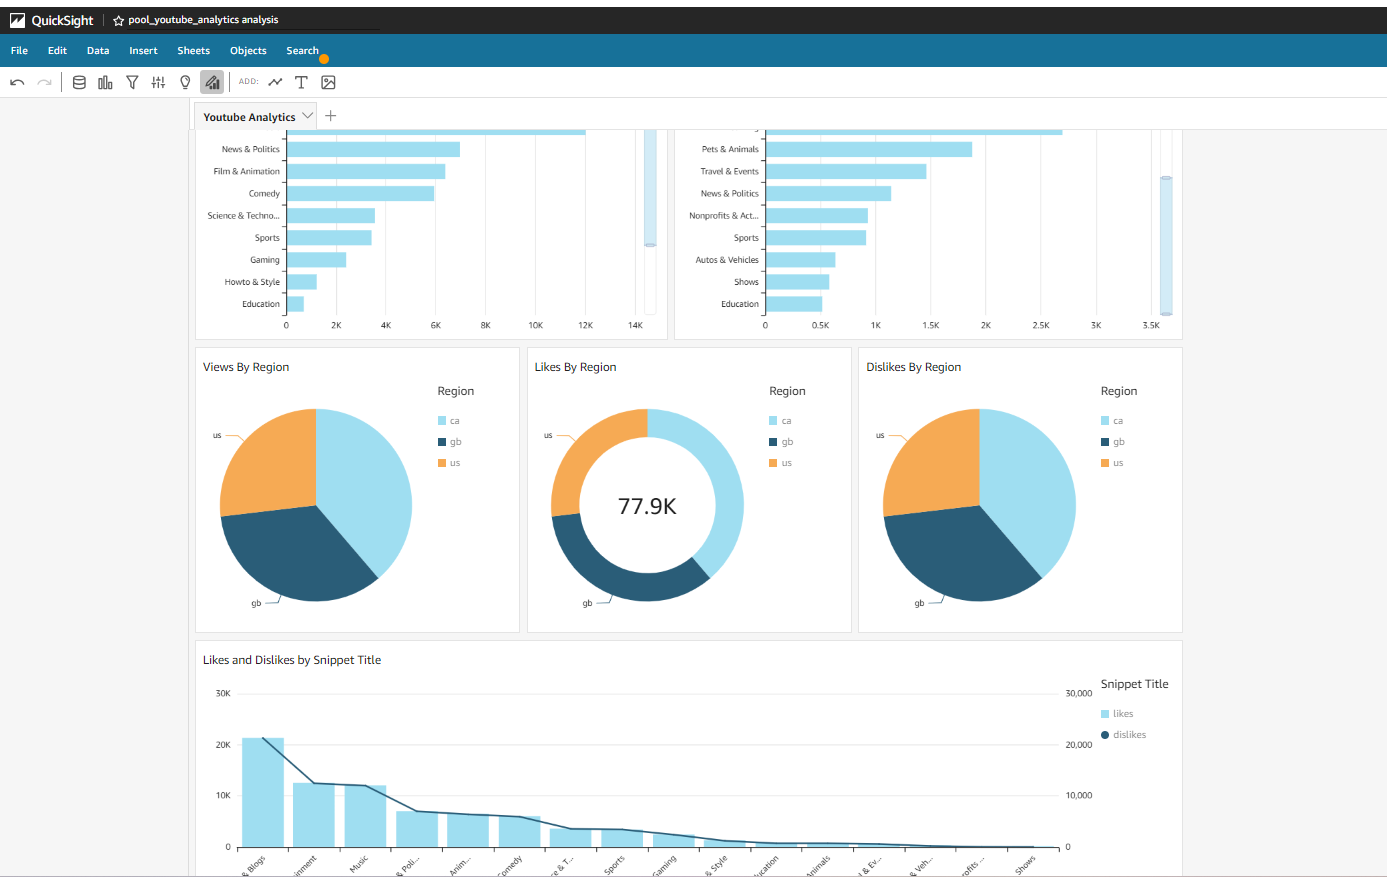 QuickSight
pool_youtube_analytics analysis
File Edit Data Insert Sheets Objects Search
ADD:
Youtube Analytics
News & Politics
Film & Animation
Comedy
Science & Techno...
Sports
Gaming
Howto & Style
Education
0 2K 4K 6K 8K 10K 12K 14K
Pets & Animals
Travel & Events
News & Politics
Nonprofits & Act...
Sports
Autos & Vehicles
Shows
Education
0 0.5K 1K 1.5K 2K 2.5K 3K 3.5K
Views By Region
Region
ca
gb
us
us
gb
Likes By Region
Region
ca
gb
us
us
77.9K
gb
Dislikes By Region
Region
ca
gb
us
us
gb
Likes and Dislikes by Snippet Title
30K
20K
10K
0
30,000
20,000
10,000
0
Snippet Title
likes
dislikes
& Blogs
inment
Music
& Poli...
Anim...
omedy
ce & T...
Sports
Gaming
& Style
ucation
Animals
l & Ev...
& Veh...
rofits ...
Shows